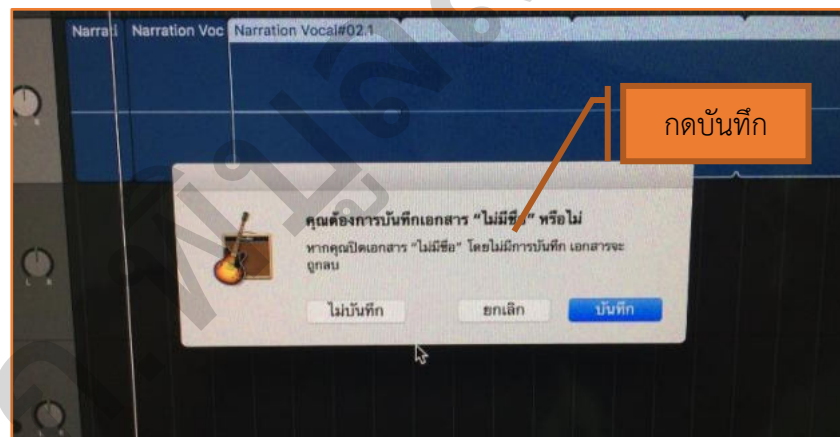 Narrati Narration Voc Narration Vocal#02.1
กดบันทึก
คุณต้องการบันทึกเอกสาร “ไม่มีชื่อ” หรือไม่
หากคุณปิดเอกสาร “ไม่มีชื่อ” โดยไม่มีการบันทึก เอกสารจะ
ถูกลบ
ไม่บันทึก ยกเลิก บันทึก
L R
L R
L R